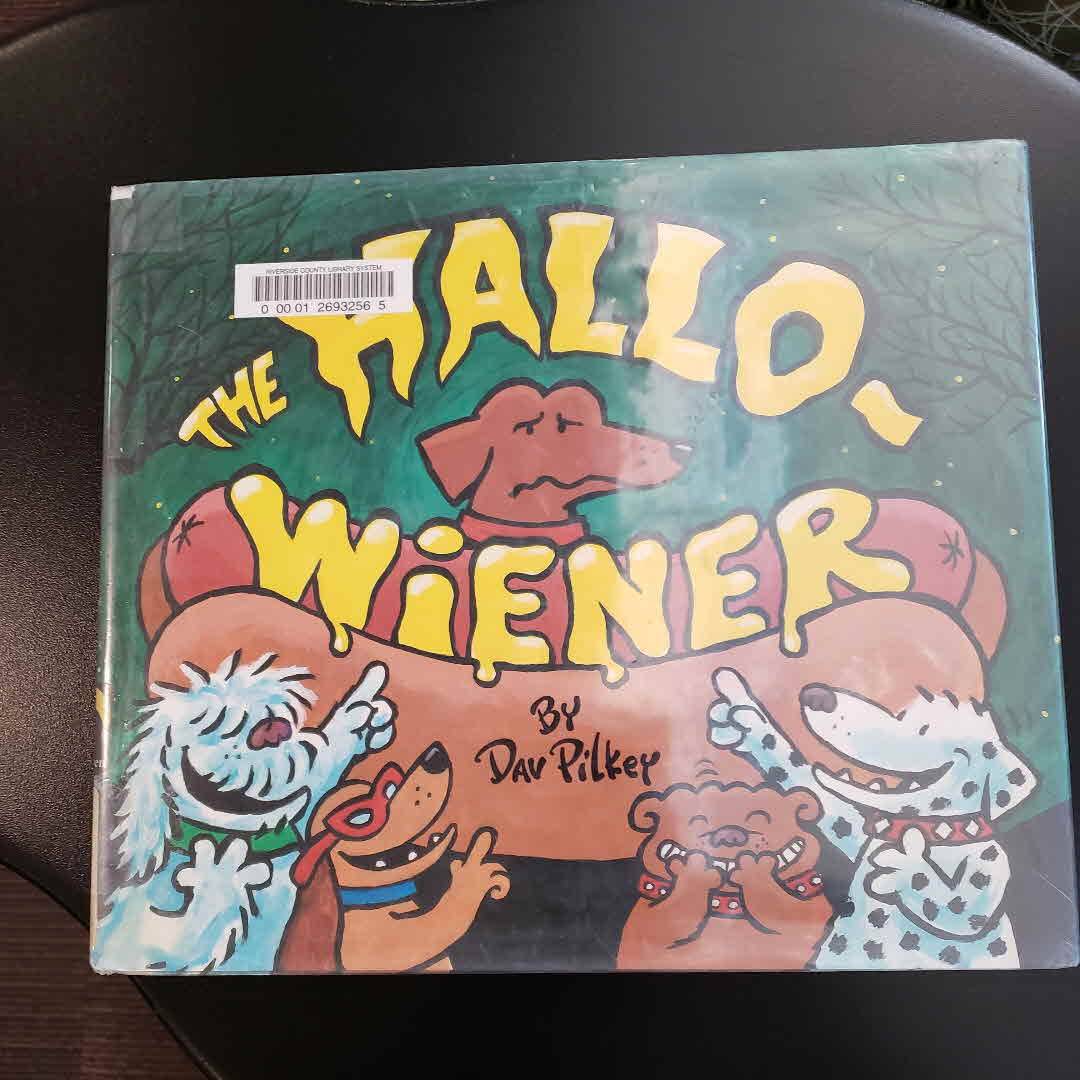 RIVERSIDE COUNTY LIBRARY SYSTEM
0 00 01 2693256 5
THE HALLO-
WiENER
BY
DAV PiLKEY